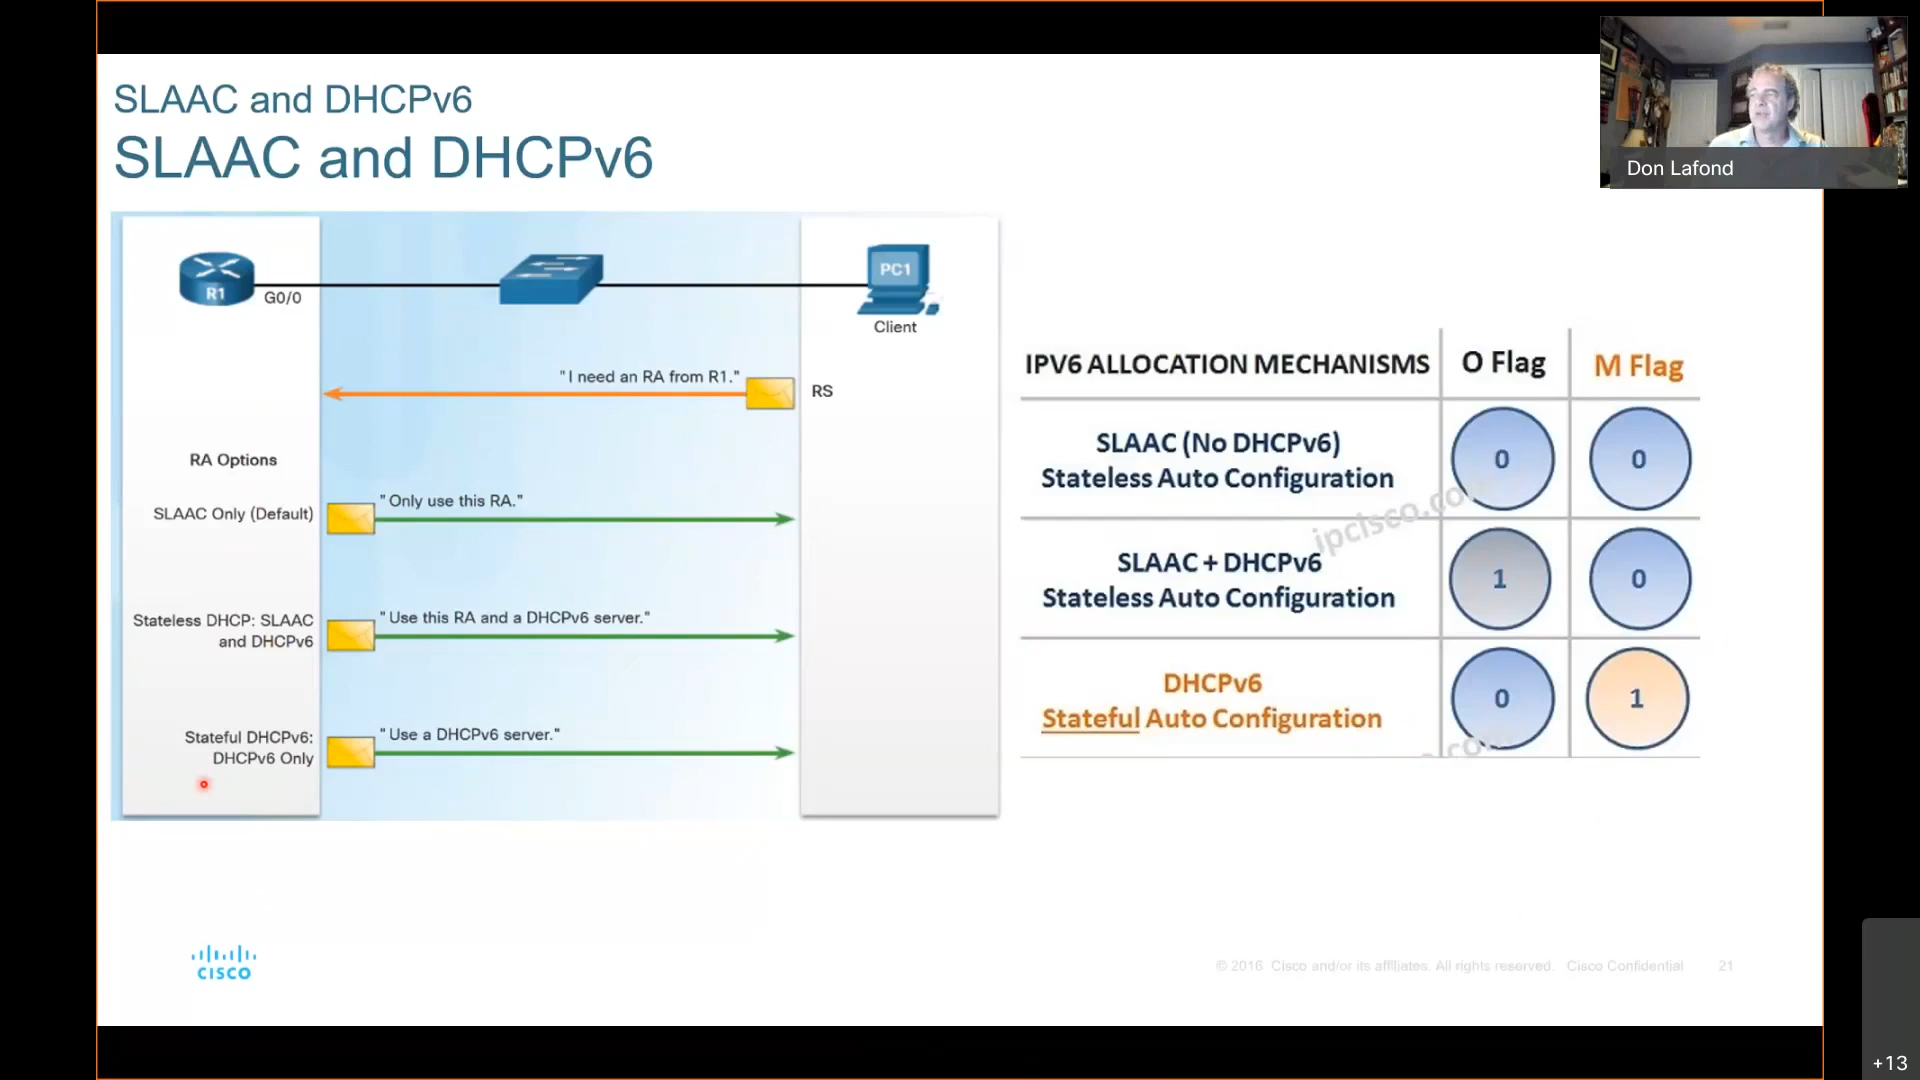 SLAAC and DHCPv6
SLAAC and DHCPv6
Don Lafond
R1
G0/0
PC1
Client
"I need an RA from R1."
RS
RA Options
SLAAC Only (Default)
"Only use this RA."
Stateless DHCP: SLAAC
and DHCPv6
"Use this RA and a DHCPv6 server."
Stateful DHCPv6:
DHCPv6 Only
"Use a DHCPv6 server."
IPV6 ALLOCATION MECHANISMS O Flag M Flag
SLAAC (No DHCPv6)
Stateless Auto Configuration
0 0
ipcisco.com
SLAAC + DHCPv6
Stateless Auto Configuration
1 0
DHCPv6
Stateful Auto Configuration
0 1
.com
CISCO
© 2016 Cisco and/or its affiliates. All rights reserved. Cisco Confidential 21
+13